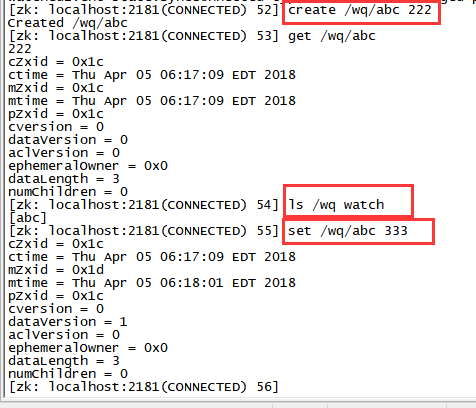 [zk: localhost:2181(CONNECTED) 52] create /wq/abc 222
Created /wq/abc
[zk: localhost:2181(CONNECTED) 53] get /wq/abc
222
cZxid = 0x1c
ctime = Thu Apr 05 06:17:09 EDT 2018
mZxid = 0x1c
mtime = Thu Apr 05 06:17:09 EDT 2018
pZxid = 0x1c
cversion = 0
dataVersion = 0
aclVersion = 0
ephemeralOwner = 0x0
dataLength = 3
numChildren = 0
[zk: localhost:2181(CONNECTED) 54] ls /wq watch
[abc]
[zk: localhost:2181(CONNECTED) 55] set /wq/abc 333
cZxid = 0x1c
ctime = Thu Apr 05 06:17:09 EDT 2018
mZxid = 0x1d
mtime = Thu Apr 05 06:18:01 EDT 2018
pZxid = 0x1c
cversion = 0
dataVersion = 1
aclVersion = 0
ephemeralOwner = 0x0
dataLength = 3
numChildren = 0
[zk: localhost:2181(CONNECTED) 56]